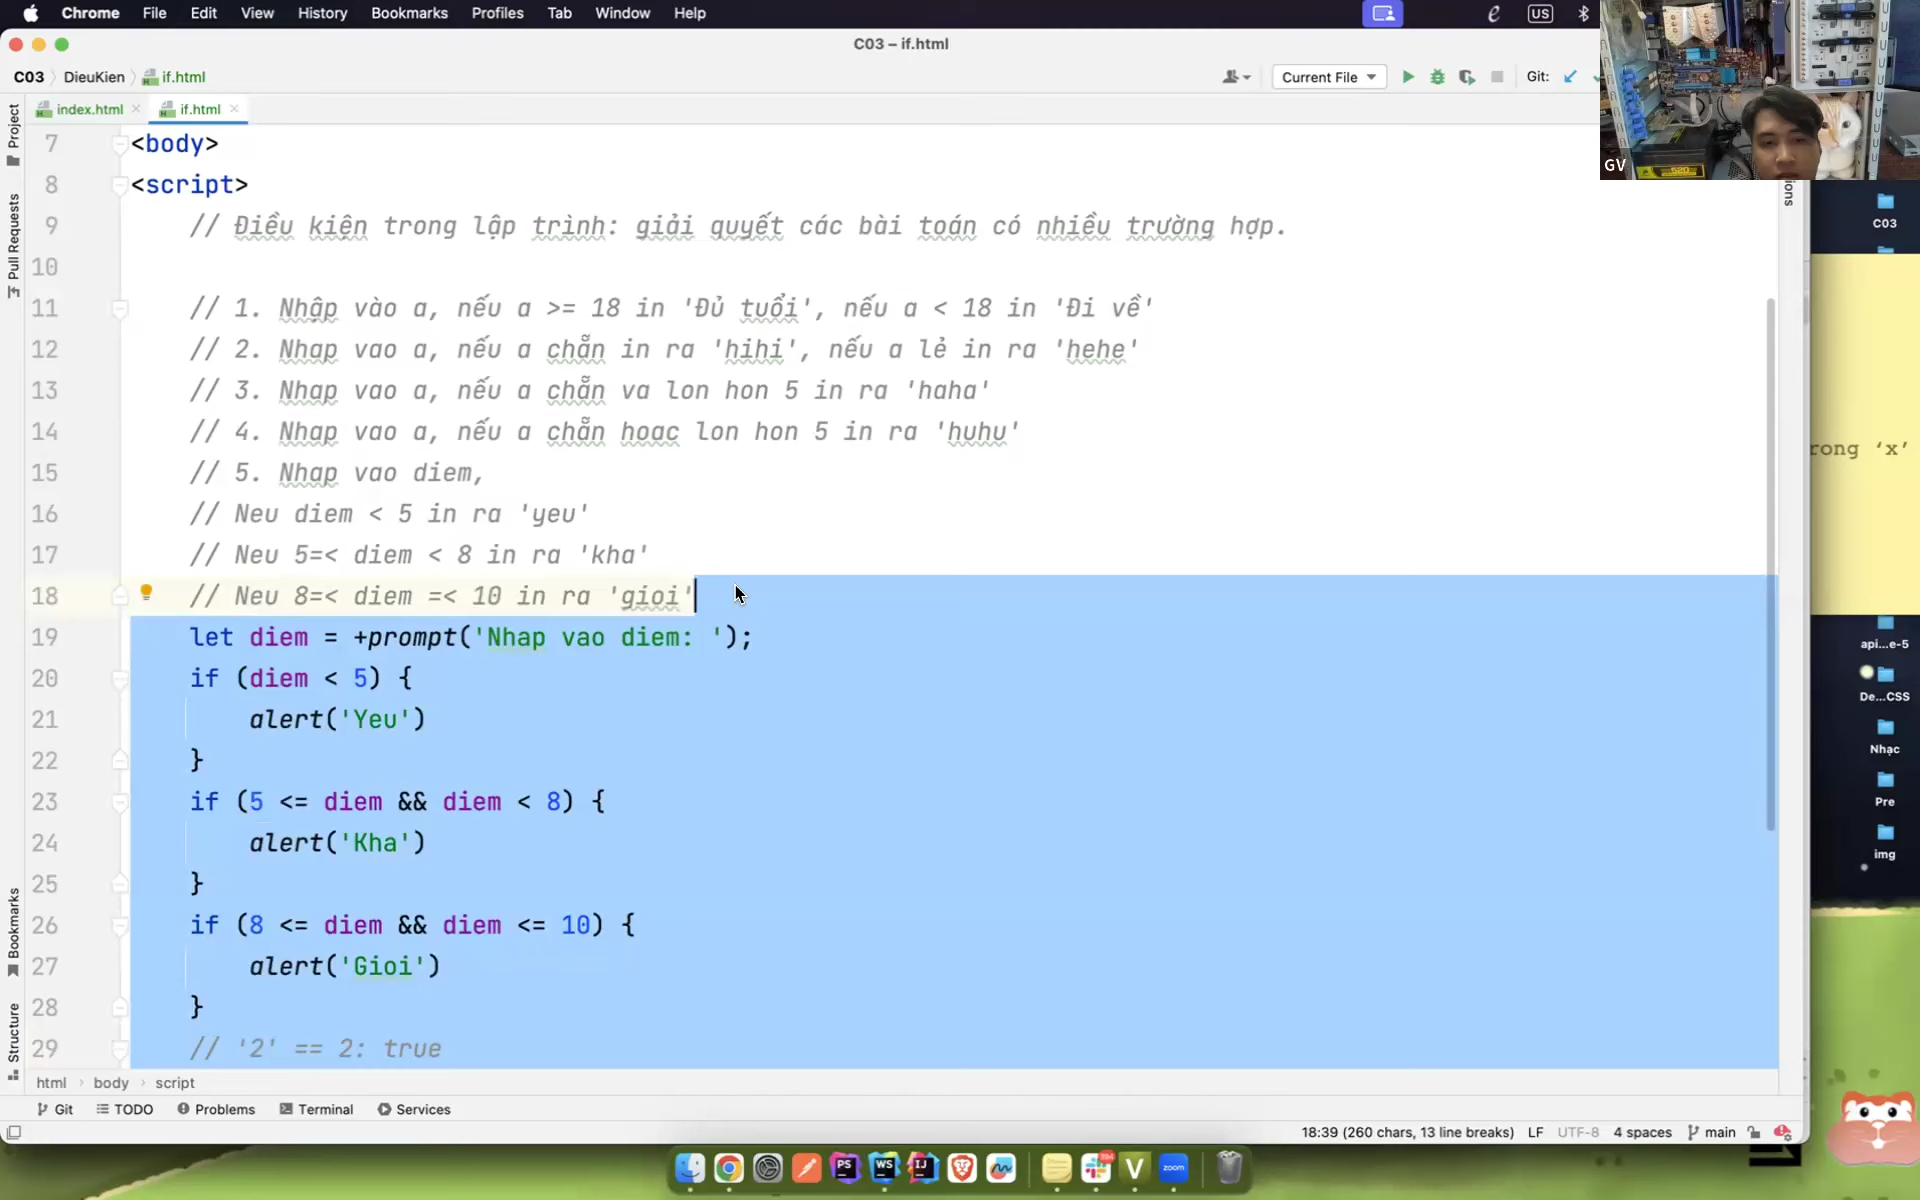 Chrome File Edit View History Bookmarks Profiles Tab Window Help US
C03 – if.html
C03 DieuKien if.html Current File Git:
index.html if.html
Project
Pull Requests
Bookmarks
Structure
7 <body>
8 <script>
9 // Điều kiện trong lập trình: giải quyết các bài toán có nhiều trường hợp.
10
11 // 1. Nhập vào a, nếu a >= 18 in 'Đủ tuổi', nếu a < 18 in 'Đi về'
12 // 2. Nhap vao a, nếu a chẵn in ra 'hihi', nếu a lẻ in ra 'hehe'
13 // 3. Nhap vao a, nếu a chẵn va lon hon 5 in ra 'haha'
14 // 4. Nhap vao a, nếu a chẵn hoac lon hon 5 in ra 'huhu'
15 // 5. Nhap vao diem,
16 // Neu diem < 5 in ra 'yeu'
17 // Neu 5=< diem < 8 in ra 'kha'
18 // Neu 8=< diem =< 10 in ra 'gioi'
19 let diem = +prompt('Nhap vao diem: ');
20 if (diem < 5) {
21 alert('Yeu')
22 }
23 if (5 <= diem && diem < 8) {
24 alert('Kha')
25 }
26 if (8 <= diem && diem <= 10) {
27 alert('Gioi')
28 }
29 // '2' == 2: true
html body script
Git TODO Problems Terminal Services
18:39 (260 chars, 13 line breaks) LF UTF-8 4 spaces main
GV
C03
rong ‘x’
api...e-5
De...CSS
Nhạc
Pre
img
PS WS IJ V zoom